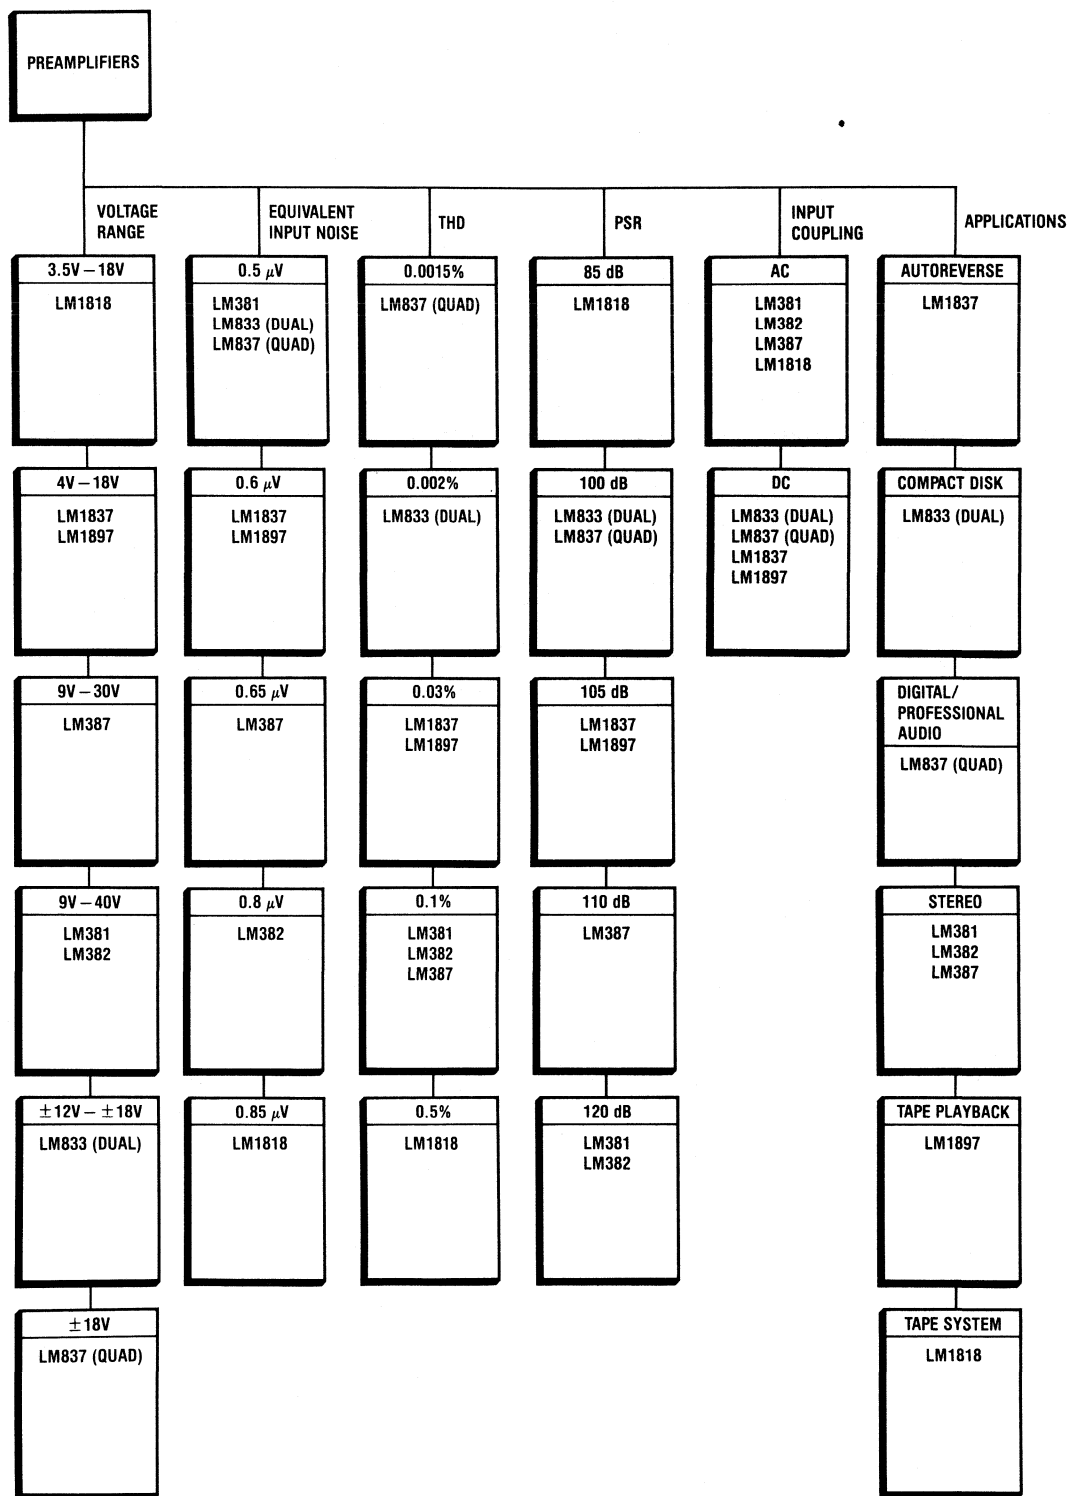 PREAMPLIFIERS
VOLTAGE
RANGE
3.5V – 18V
LM1818
4V – 18V
LM1837
LM1897
9V – 30V
LM387
9V – 40V
LM381
LM382
±12V – ±18V
LM833 (DUAL)
±18V
LM837 (QUAD)
EQUIVALENT
INPUT NOISE
0.5 μV
LM381
LM833 (DUAL)
LM837 (QUAD)
0.6 μV
LM1837
LM1897
0.65 μV
LM387
0.8 μV
LM382
0.85 μV
LM1818
THD
0.0015%
LM837 (QUAD)
0.002%
LM833 (DUAL)
0.03%
LM1837
LM1897
0.1%
LM381
LM382
LM387
0.5%
LM1818
PSR
85 dB
LM1818
100 dB
LM833 (DUAL)
LM837 (QUAD)
105 dB
LM1837
LM1897
110 dB
LM387
120 dB
LM381
LM382
INPUT
COUPLING
AC
LM381
LM382
LM387
LM1818
DC
LM833 (DUAL)
LM837 (QUAD)
LM1837
LM1897
APPLICATIONS
AUTOREVERSE
LM1837
COMPACT DISK
LM833 (DUAL)
DIGITAL/
PROFESSIONAL
AUDIO
LM837 (QUAD)
STEREO
LM381
LM382
LM387
TAPE PLAYBACK
LM1897
TAPE SYSTEM
LM1818